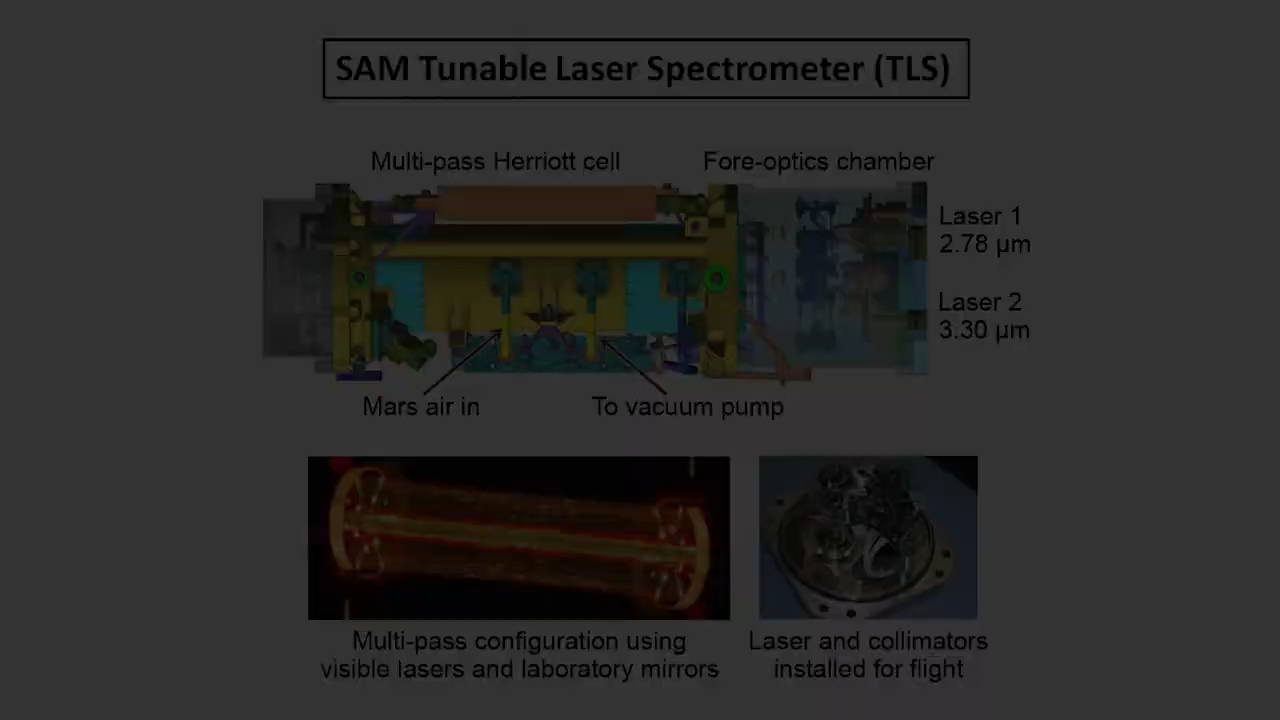 SAM Tunable Laser Spectrometer (TLS)
Multi-pass Herriott cell
Fore-optics chamber
Laser 1
2.78 µm
Laser 2
3.30 µm
Mars air in
To vacuum pump
Multi-pass configuration using
visible lasers and laboratory mirrors
Laser and collimators
installed for flight